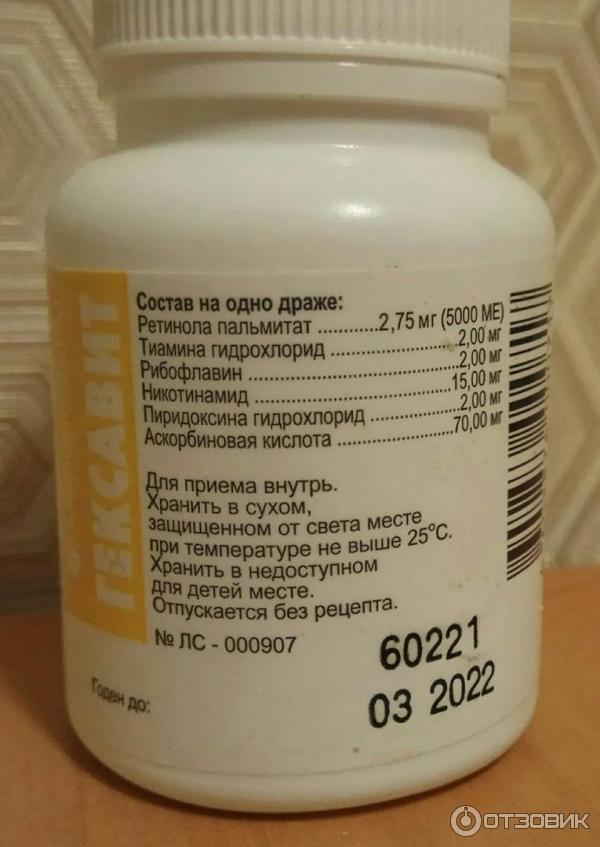 ГЕКСАВИТ
Состав на одно драже:
Ретинола пальмитат ............2,75 мг (5000 МЕ)
Тиамина гидрохлорид ......................2,00 мг
Рибофлавин ......................................2,00 мг
Никотинамид ...................................15,00 мг
Пиридоксина гидрохлорид ...............2,00 мг
Аскорбиновая кислота ....................70,00 мг
Для приема внутрь.
Хранить в сухом,
защищенном от света месте
при температуре не выше 25°С.
Хранить в недоступном
для детей месте.
Отпускается без рецепта.
№ ЛС - 000907
60221
Годен до:
03 2022
ОТЗОВИК